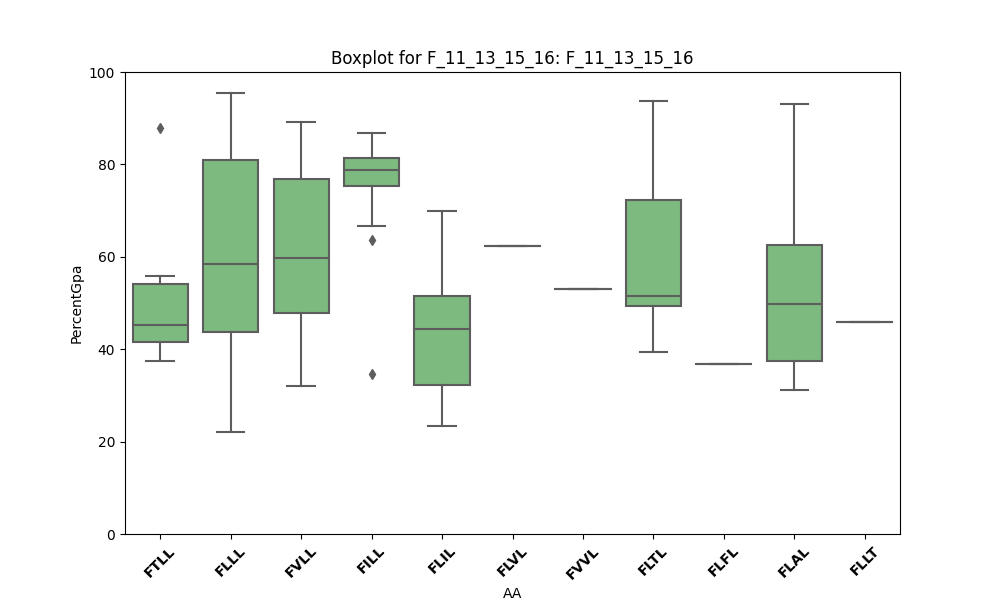 Boxplot for F_11_13_15_16: F_11_13_15_16
100
80
60
40
20
0
PercentGpa
FTLL FLLL FVLL FILL FLIL FLVL FVVL FLTL FLFL FLAL FLLT
AA